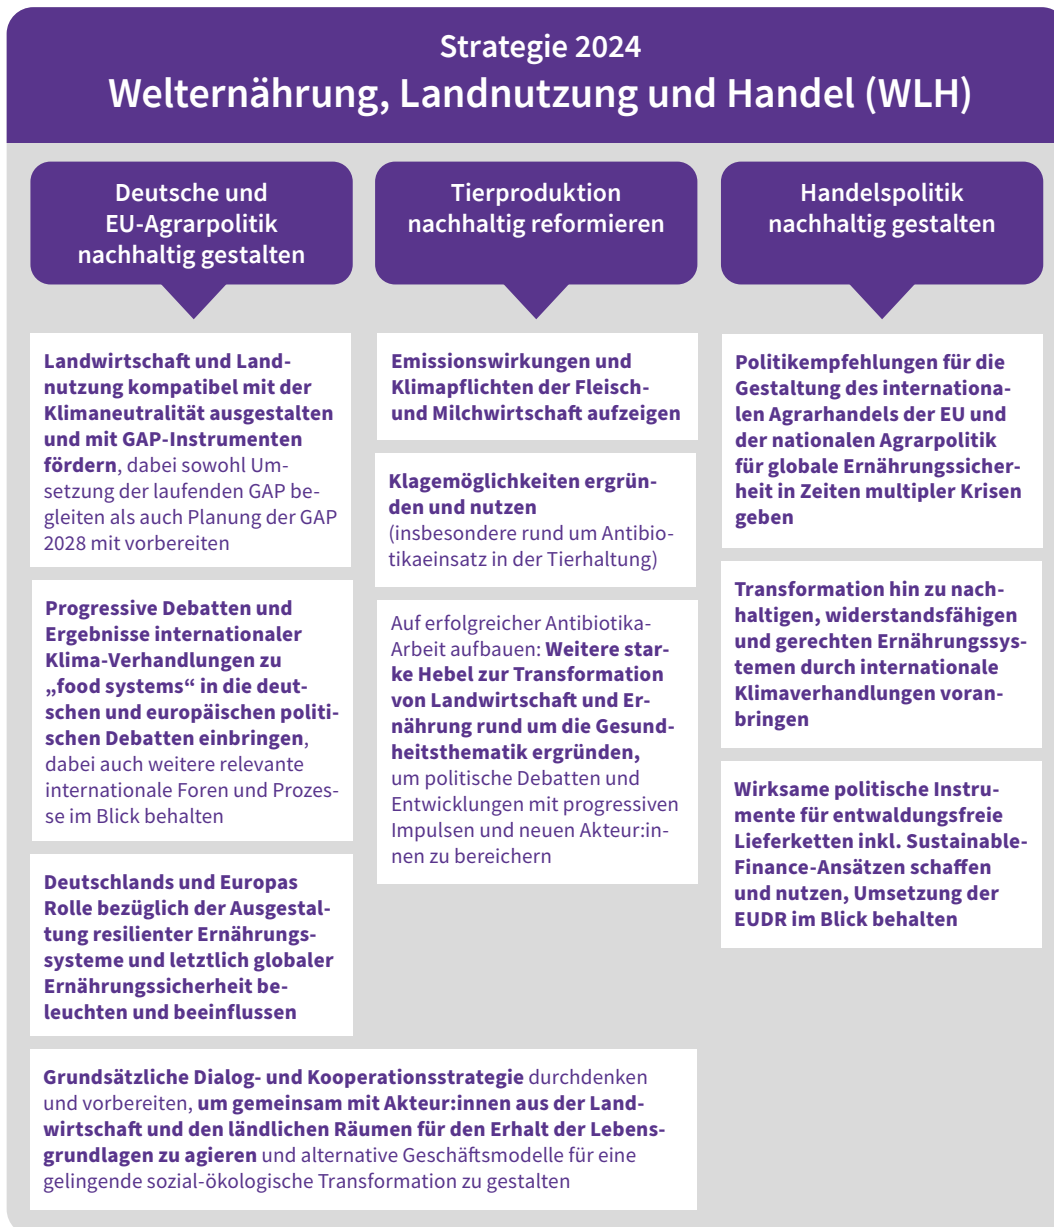 Strategie 2024
Welternährung, Landnutzung und Handel (WLH)
Deutsche und
EU-Agrarpolitik
nachhaltig gestalten
Landwirtschaft und Land-
nutzung kompatibel mit der
Klimaneutralität ausgestalten
und mit GAP-Instrumenten
fördern, dabei sowohl Um-
setzung der laufenden GAP be-
gleiten als auch Planung der GAP
2028 mit vorbereiten
Progressive Debatten und
Ergebnisse internationaler
Klima-Verhandlungen zu
„food systems“ in die deut-
schen und europäischen politi-
schen Debatten einbringen,
dabei auch weitere relevante
internationale Foren und Prozes-
se im Blick behalten
Deutschlands und Europas
Rolle bezüglich der Ausgestal-
tung resilienter Ernährungs-
systeme und letztlich globaler
Ernährungssicherheit be-
leuchten und beeinflussen
Tierproduktion
nachhaltig reformieren
Emissionswirkungen und
Klimapflichten der Fleisch-
und Milchwirtschaft aufzeigen
Klagemöglichkeiten ergrün-
den und nutzen
(insbesondere rund um Antibio-
tikaeinsatz in der Tierhaltung)
Auf erfolgreicher Antibiotika-
Arbeit aufbauen: Weitere star-
ke Hebel zur Transformation
von Landwirtschaft und Er-
nährung rund um die Gesund-
heitsthematik ergründen,
um politische Debatten und
Entwicklungen mit progressiven
Impulsen und neuen Akteur:in-
nen zu bereichern
Grundsätzliche Dialog- und Kooperationsstrategie durchdenken
und vorbereiten, um gemeinsam mit Akteur:innen aus der Land-
wirtschaft und den ländlichen Räumen für den Erhalt der Lebens-
grundlagen zu agieren und alternative Geschäftsmodelle für eine
gelingende sozial-ökologische Transformation zu gestalten
Handelspolitik
nachhaltig gestalten
Politikempfehlungen für die
Gestaltung des internationa-
len Agrarhandels der EU und
der nationalen Agrarpolitik
für globale Ernährungssicher-
heit in Zeiten multipler Krisen
geben
Transformation hin zu nach-
haltigen, widerstandsfähigen
und gerechten Ernährungssys-
temen durch internationale
Klimaverhandlungen voran-
bringen
Wirksame politische Instru-
mente für entwaldungsfreie
Lieferketten inkl. Sustainable-
Finance-Ansätzen schaffen
und nutzen, Umsetzung der
EUDR im Blick behalten